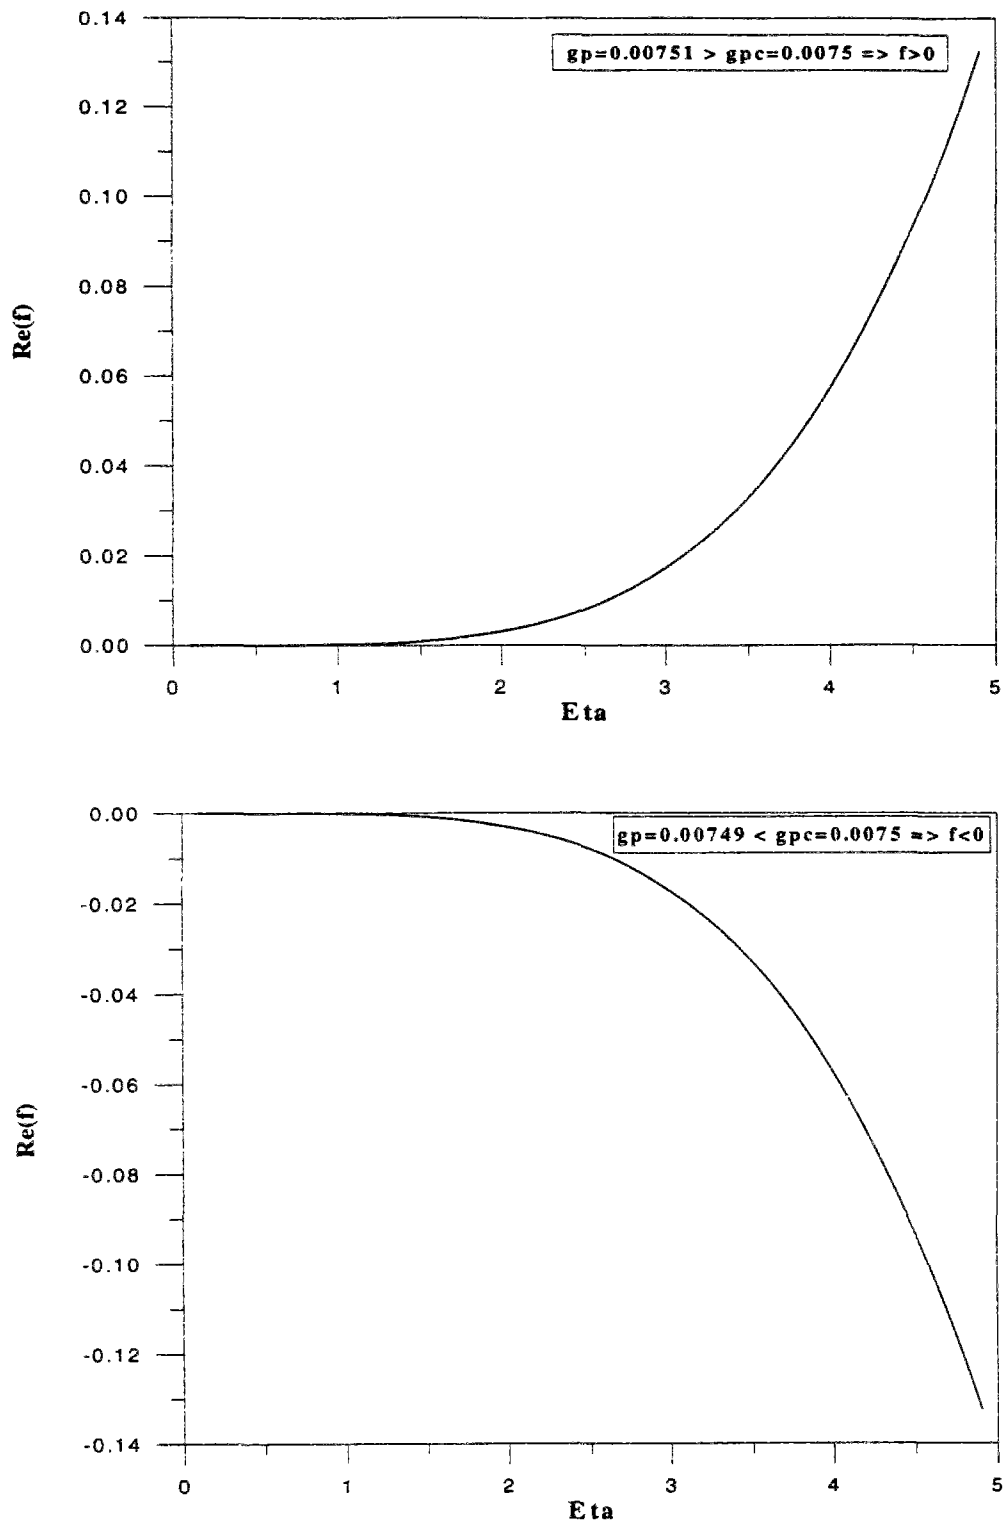 0.14
gp=0.00751 > gpc=0.0075 => f>0
0.12
0.10
0.08
Re(f)
0.06
0.04
0.02
0.00
0 1 2 3 4 5
Eta
0.00
gp=0.00749 < gpc=0.0075 => f<0
-0.02
-0.04
-0.06
Re(f)
-0.08
-0.10
-0.12
-0.14
0 1 2 3 4 5
Eta